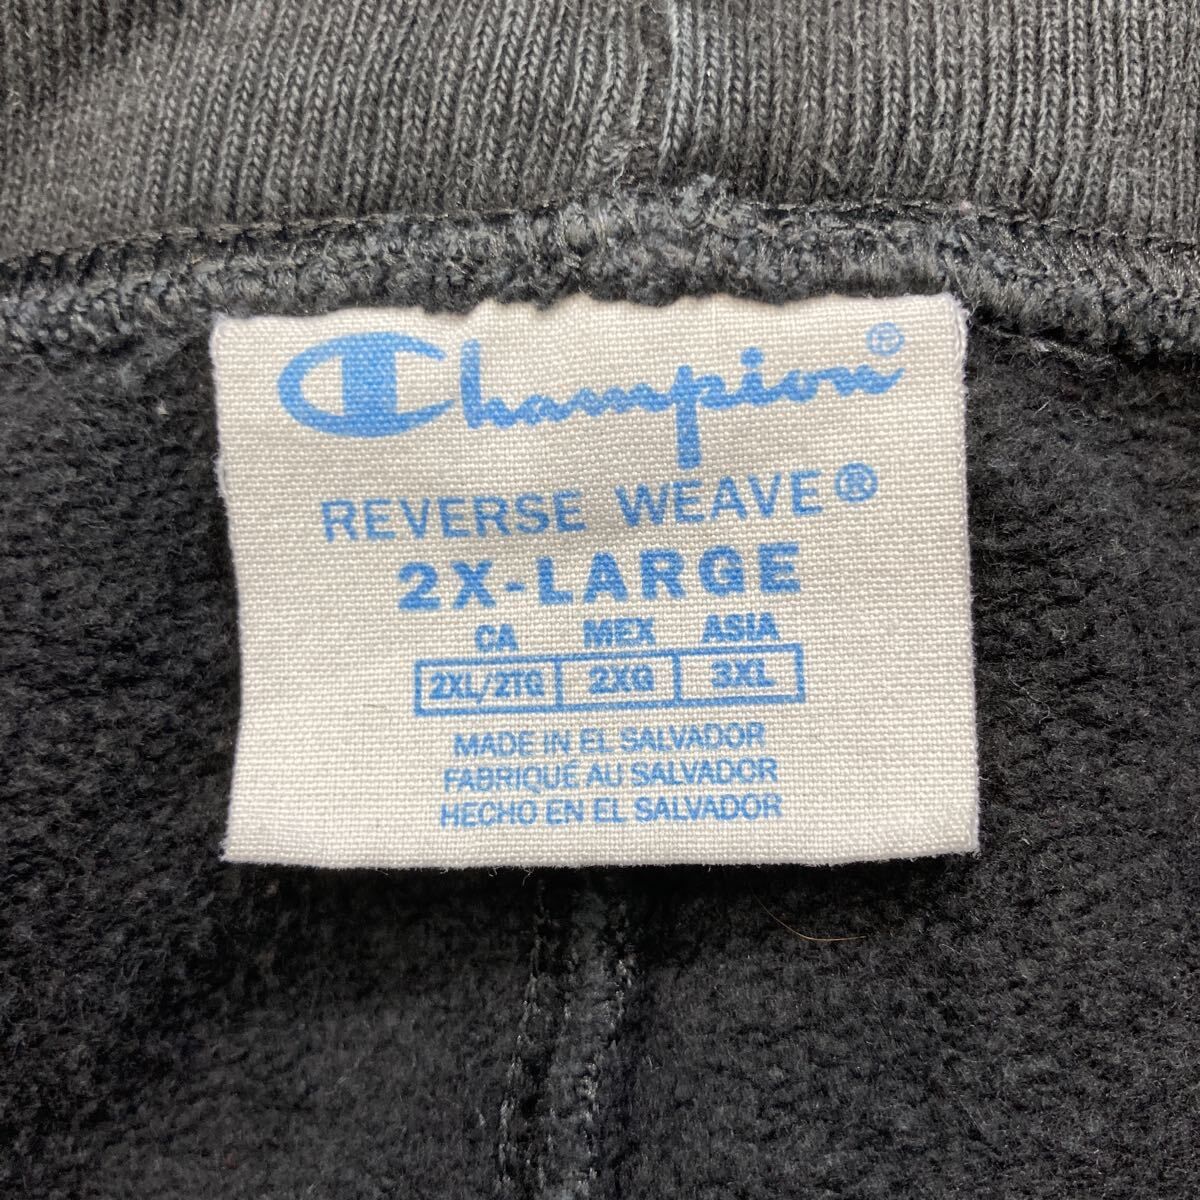 Champion®
REVERSE WEAVE®
2X-LARGE
CA MEX ASIA
2XL/2TG 2XG 3XL
MADE IN EL SALVADOR
FABRIQUÉ AU SALVADOR
HECHO EN EL SALVADOR